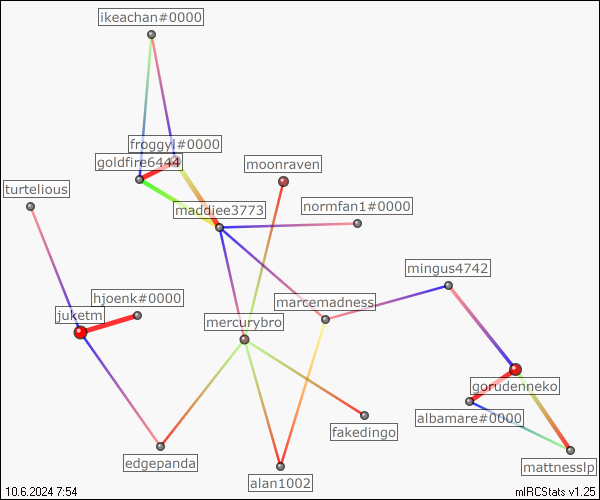 ikeachan#0000
froggyl#0000
goldfire6444
moonraven
turtelious
normfan1#0000
maddiee3773
mingus4742
hjoenk#0000
marcemadness
juketm
mercurybro
gorudenneko
albamare#0000
fakedingo
edgepanda
mattnesslp
alan1002
10.6.2024 7:54
mIRCStats v1.25